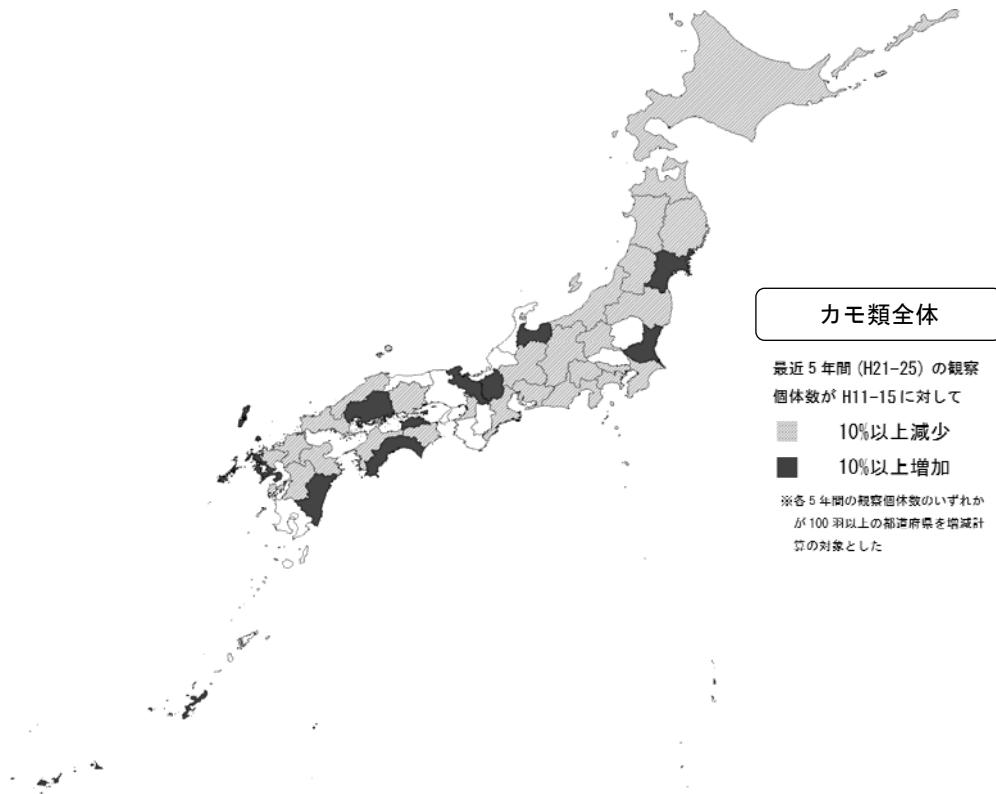 カモ類全体
最近5年間(H21-25)の観察
個体数がH11-15に対して
10%以上減少
10%以上増加
※各5年間の観察個体数のいずれか
が100羽以上の都道府県を増減計
算の対象とした